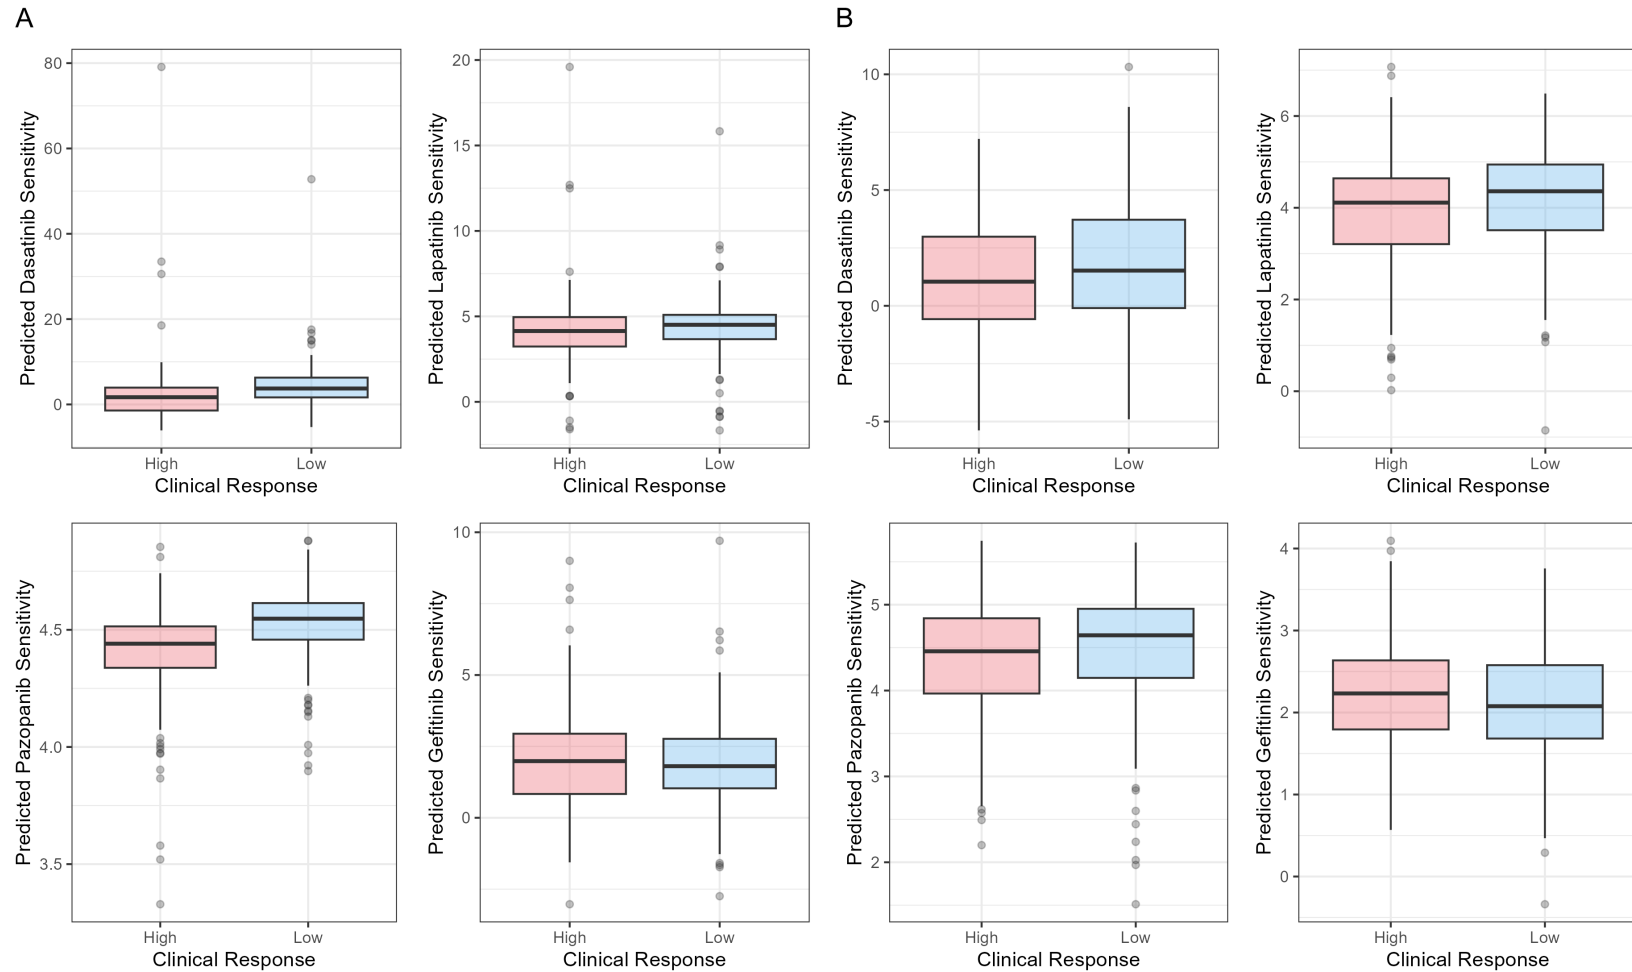 A
B
Predicted Dasatinib Sensitivity
80
60
40
20
0
High
Low
Clinical Response
Predicted Lapatinib Sensitivity
20
15
10
5
0
High
Low
Clinical Response
Predicted Dasatinib Sensitivity
10
5
0
-5
High
Low
Clinical Response
Predicted Lapatinib Sensitivity
6
4
2
0
High
Low
Clinical Response
Predicted Pazopanib Sensitivity
4.5
4.0
3.5
High
Low
Clinical Response
Predicted Geftinib Sensitivity
10
5
0
High
Low
Clinical Response
Predicted Pazopanib Sensitivity
5
4
3
2
High
Low
Clinical Response
Predicted Geftinib Sensitivity
4
3
2
1
0
High
Low
Clinical Response